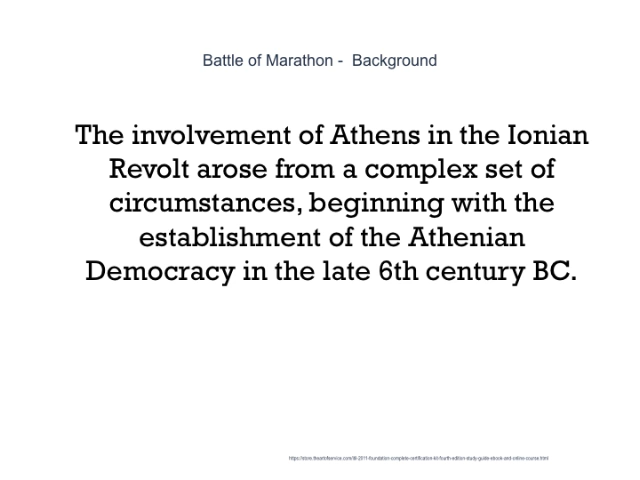 Battle of Marathon -  Background
The involvement of Athens in the Ionian
Revolt arose from a complex set of
circumstances, beginning with the
establishment of the Athenian
Democracy in the late 6th century BC.